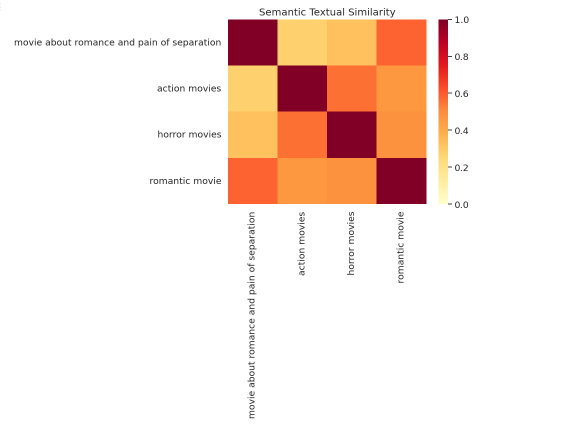 Semantic Textual Similarity
movie about romance and pain of separation
action movies
horror movies
romantic movie
1.0
0.8
0.6
0.4
0.2
0.0
movie about romance and pain of separation
action movies
horror movies
romantic movie